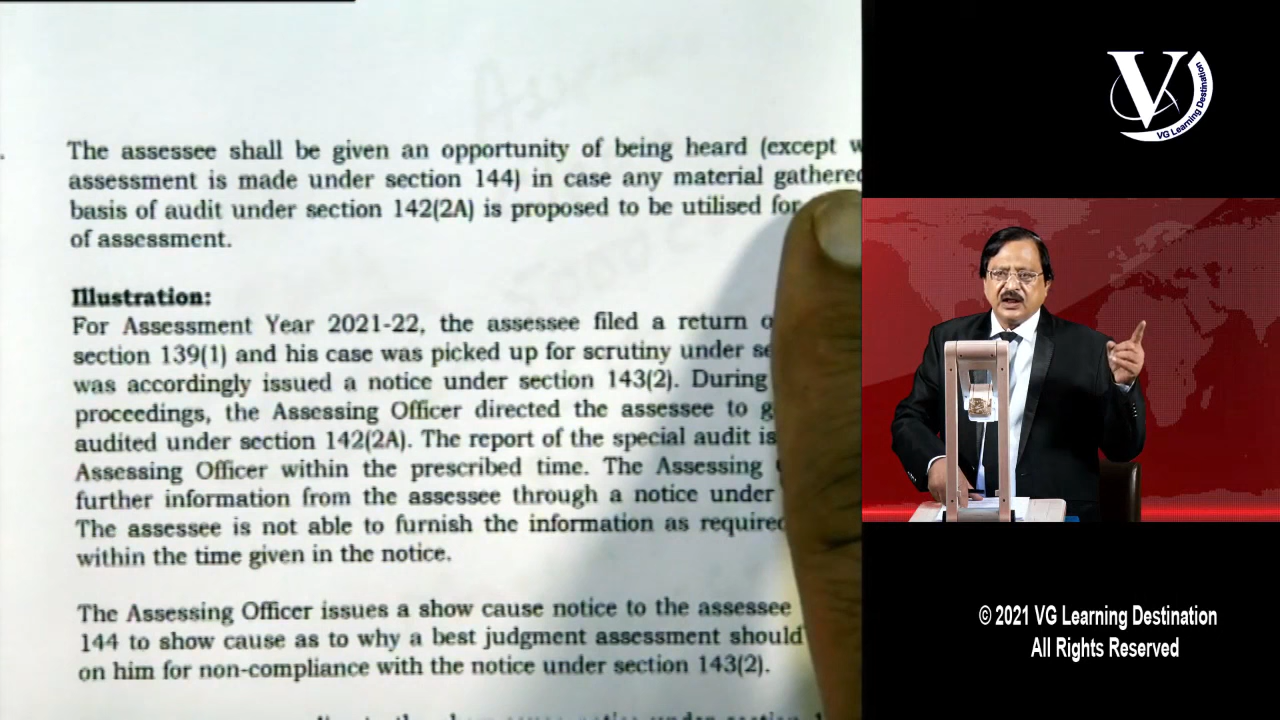 The assessee shall be given an opportunity of being heard (except
assessment is made under section 144) in case any material gathered
basis of audit under section 142(2A) is proposed to be utilised for
of assessment.
Illustration:
For Assessment Year 2021-22, the assessee filed a return
section 139(1) and his case was picked up for scrutiny under
was accordingly issued a notice under section 143(2). During
proceedings, the Assessing Officer directed the assessee to
audited under section 142(2A). The report of the special audit is
Assessing Officer within the prescribed time. The Assessing
further information from the assessee through a notice under
The assessee is not able to furnish the information as required
within the time given in the notice.
The Assessing Officer issues a show cause notice to the assessee
144 to show cause as to why a best judgment assessment should
on him for non-compliance with the notice under section 143(2).
V
VG Learning Destination
© 2021 VG Learning Destination
All Rights Reserved